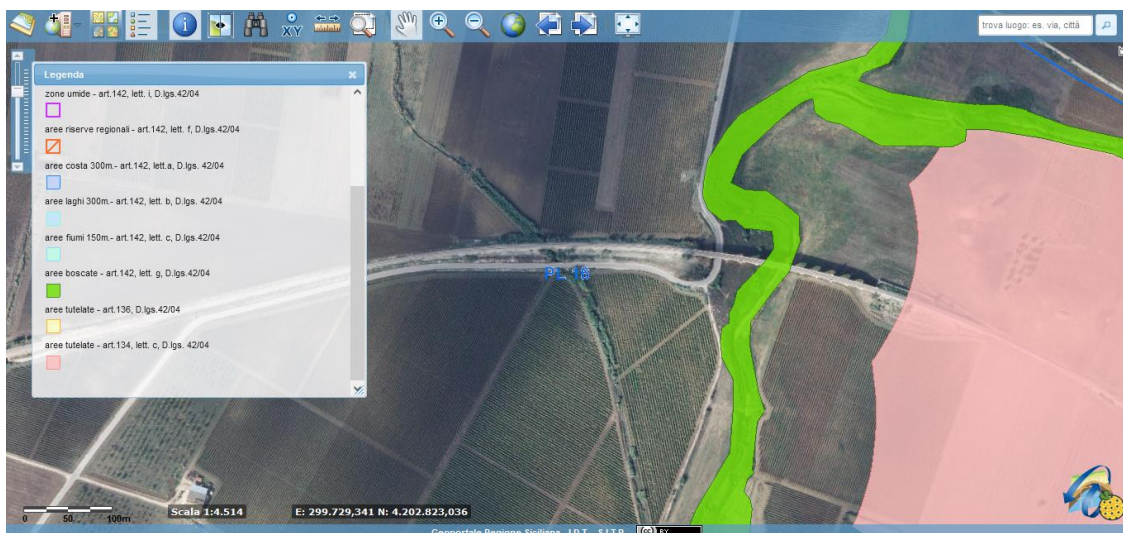 XY
trova luogo: es. via, città
Legenda
zone umide - art.142, lett. i, D.lgs.42/04
aree riserve regionali - art.142, lett. f, D.lgs.42/04
aree costa 300m.- art.142, lett.a, D.lgs. 42/04
aree laghi 300m.- art.142, lett. b, D.lgs. 42/04
aree fiumi 150m.- art.142, lett. c, D.lgs.42/04
aree boscate - art.142, lett. g, D.lgs.42/04
aree tutelate - art.136, D.lgs.42/04
aree tutelate - art.134, lett. c, D.lgs. 42/04
PL_16
0 50 100m
Scala 1:4.514
E: 299.729,341 N: 4.202.823,036
Geoportale Regione Siciliana I.D.T. - S.I.T.R. (cc) BY